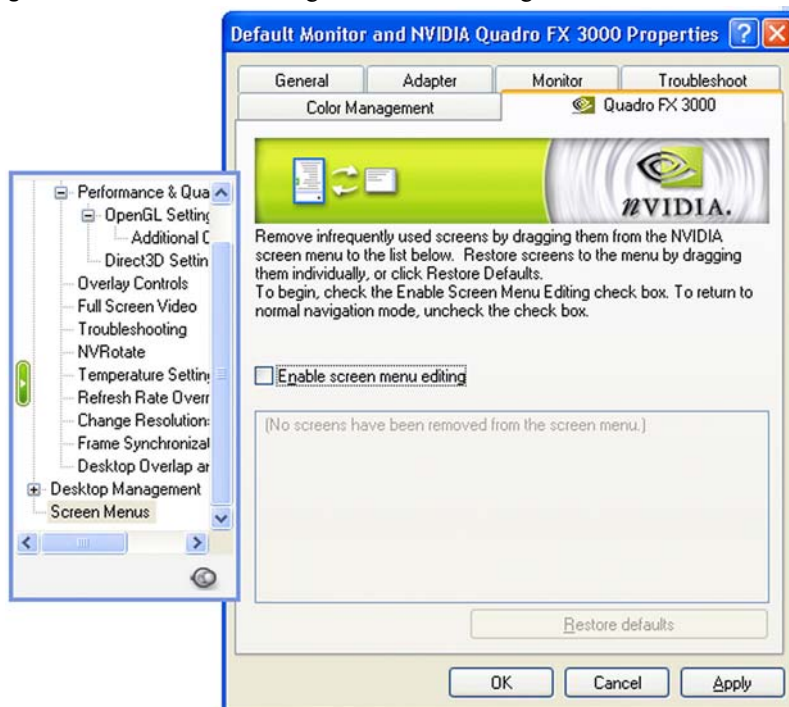 Default Monitor and NVIDIA Quadro FX 3000 Properties
General
Adapter
Monitor
Troubleshoot
Color Management
Quadro FX 3000
nVIDIA.
Remove infrequently used screens by dragging them from the NVIDIA
screen menu to the list below. Restore screens to the menu by dragging
them individually, or click Restore Defaults.
To begin, check the Enable Screen Menu Editing check box. To return to
normal navigation mode, uncheck the check box.
Enable screen menu editing
(No screens have been removed from the screen menu.)
Restore defaults
OK
Cancel
Apply
Performance & Qua
OpenGL Setting
Additional C
Direct3D Settin
Overlay Controls
Full Screen Video
Troubleshooting
NVRotate
Temperature Setting
Refresh Rate Overr
Change Resolutions
Frame Synchronizat
Desktop Overlap an
Desktop Management
Screen Menus